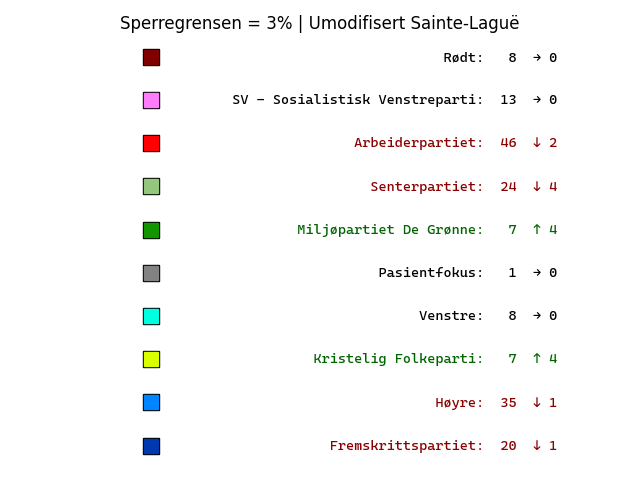 Sperregrensen = 3% | Umodifisert Sainte-Laguë
Rødt: 8 → 0
SV – Sosialistisk Venstreparti: 13 → 0
Arbeiderpartiet: 46 ↓ 2
Senterpartiet: 24 ↓ 4
Miljøpartiet De Grønne: 7 ↑ 4
Pasientfokus: 1 → 0
Venstre: 8 → 0
Kristelig Folkeparti: 7 ↑ 4
Høyre: 35 ↓ 1
Fremskrittspartiet: 20 ↓ 1